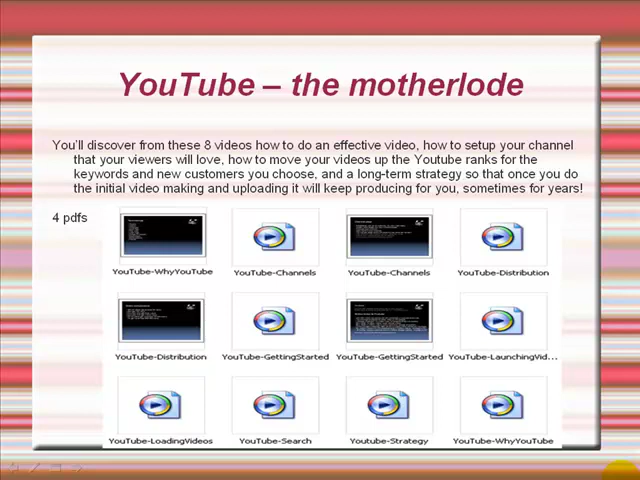 YouTube – the motherlode
You'll discover from these 8 videos how to do an effective video, how to setup your channel
that your viewers will love, how to move your videos up the Youtube ranks for the
keywords and new customers you choose, and a long-term strategy so that once you do
the initial video making and uploading it will keep producing for you, sometimes for years!
4 pdfs
YouTube-WhyYouTube YouTube-Channels YouTube-Channels YouTube-Distribution
YouTube-Distribution YouTube-GettingStarted YouTube-GettingStarted YouTube-LaunchingVid...
YouTube-LoadingVideos YouTube-Search Youtube-Strategy YouTube-WhyYouTube